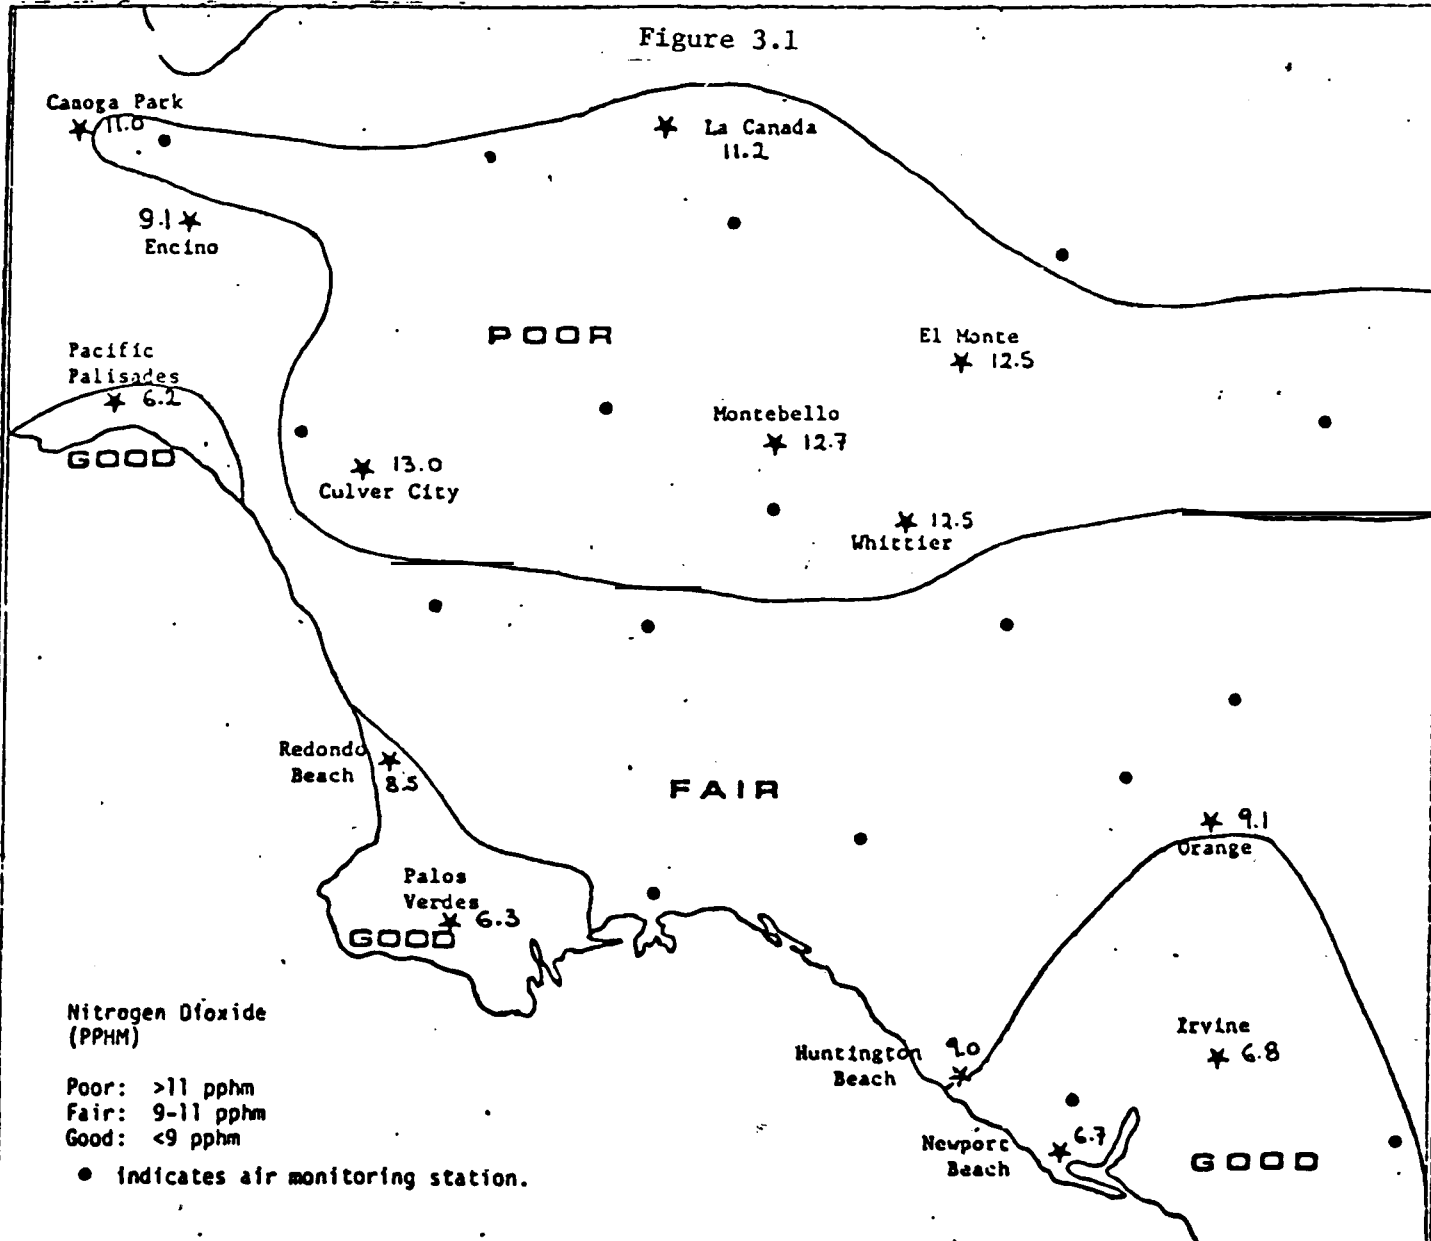 Figure 3.1
Canoga Park
11.0
La Canada
11.2
9.1
Encino
POOR
El Monte
12.5
Pacific
Palisades
6.2
GOOD
Montebello
12.7
13.0
Culver City
12.5
Whittier
Redondo
Beach
8.5
FAIR
9.1
Orange
Palos
Verdes
6.3
GOOD
Nitrogen Dioxide
(PPHM)
Poor: >11 pphm
Fair: 9-11 pphm
Good: <9 pphm
● indicates air monitoring station.
Huntington
Beach
9.0
Irvine
6.8
Newport
Beach
6.7
GOOD